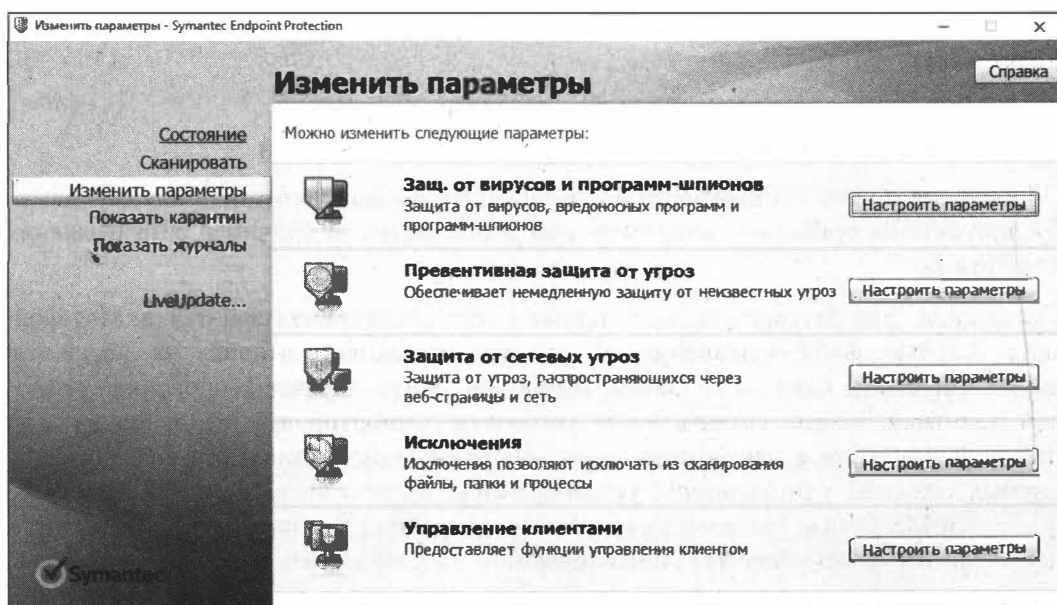 Изменить параметры - Symantec Endpoint Protection
Изменить параметры
Справка
Состояние
Сканировать
Изменить параметры
Показать карантин
Показать журналы
LiveUpdate...
Можно изменить следующие параметры:
Защ. от вирусов и программ-шпионов
Защита от вирусов, вредоносных программ и
программ-шпионов
Настроить параметры
Превентивная защита от угроз
Обеспечивает немедленную защиту от неизвестных угроз
Настроить параметры
Защита от сетевых угроз
Защита от угроз, распространяющихся через
веб-страницы и сеть
Настроить параметры
Исключения
Исключения позволяют исключать из сканирования
файлы, папки и процессы
Настроить параметры
Управление клиентами
Предоставляет функции управления клиентом
Настроить параметры
Symantec